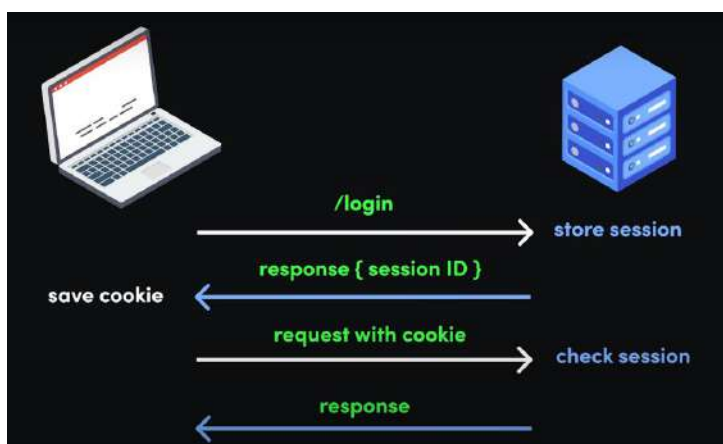 /login
store session
response { session ID }
save cookie
request with cookie
check session
response